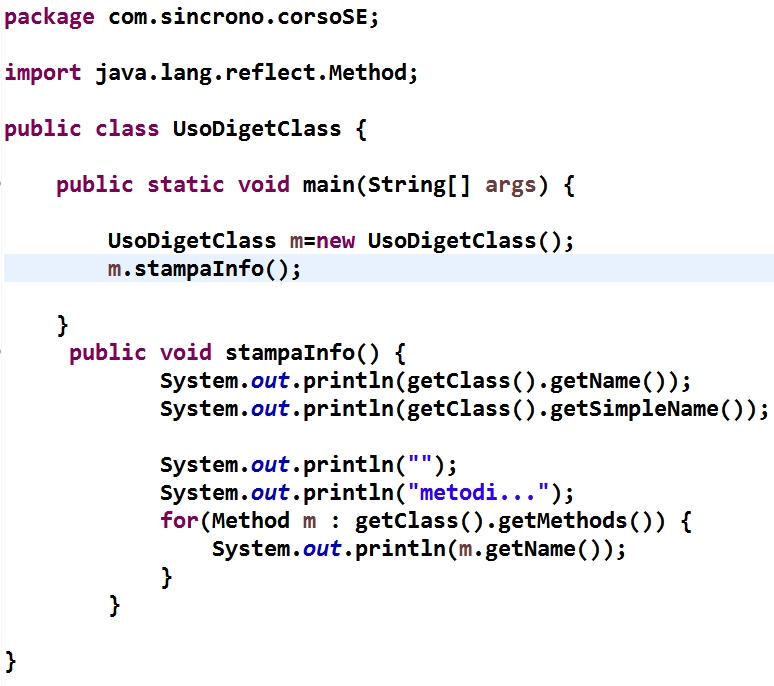 package com.sincrono.corsoSE;
import java.lang.reflect.Method;
public class UsoDigetClass {
public static void main(String[] args) {
UsoDigetClass m=new UsoDigetClass();
m.stampaInfo();
}
public void stampaInfo() {
System.out.println(getClass().getName());
System.out.println(getClass().getSimpleName());
System.out.println("");
System.out.println("metodi...");
for(Method m : getClass().getMethods()) {
System.out.println(m.getName());
}
}
}